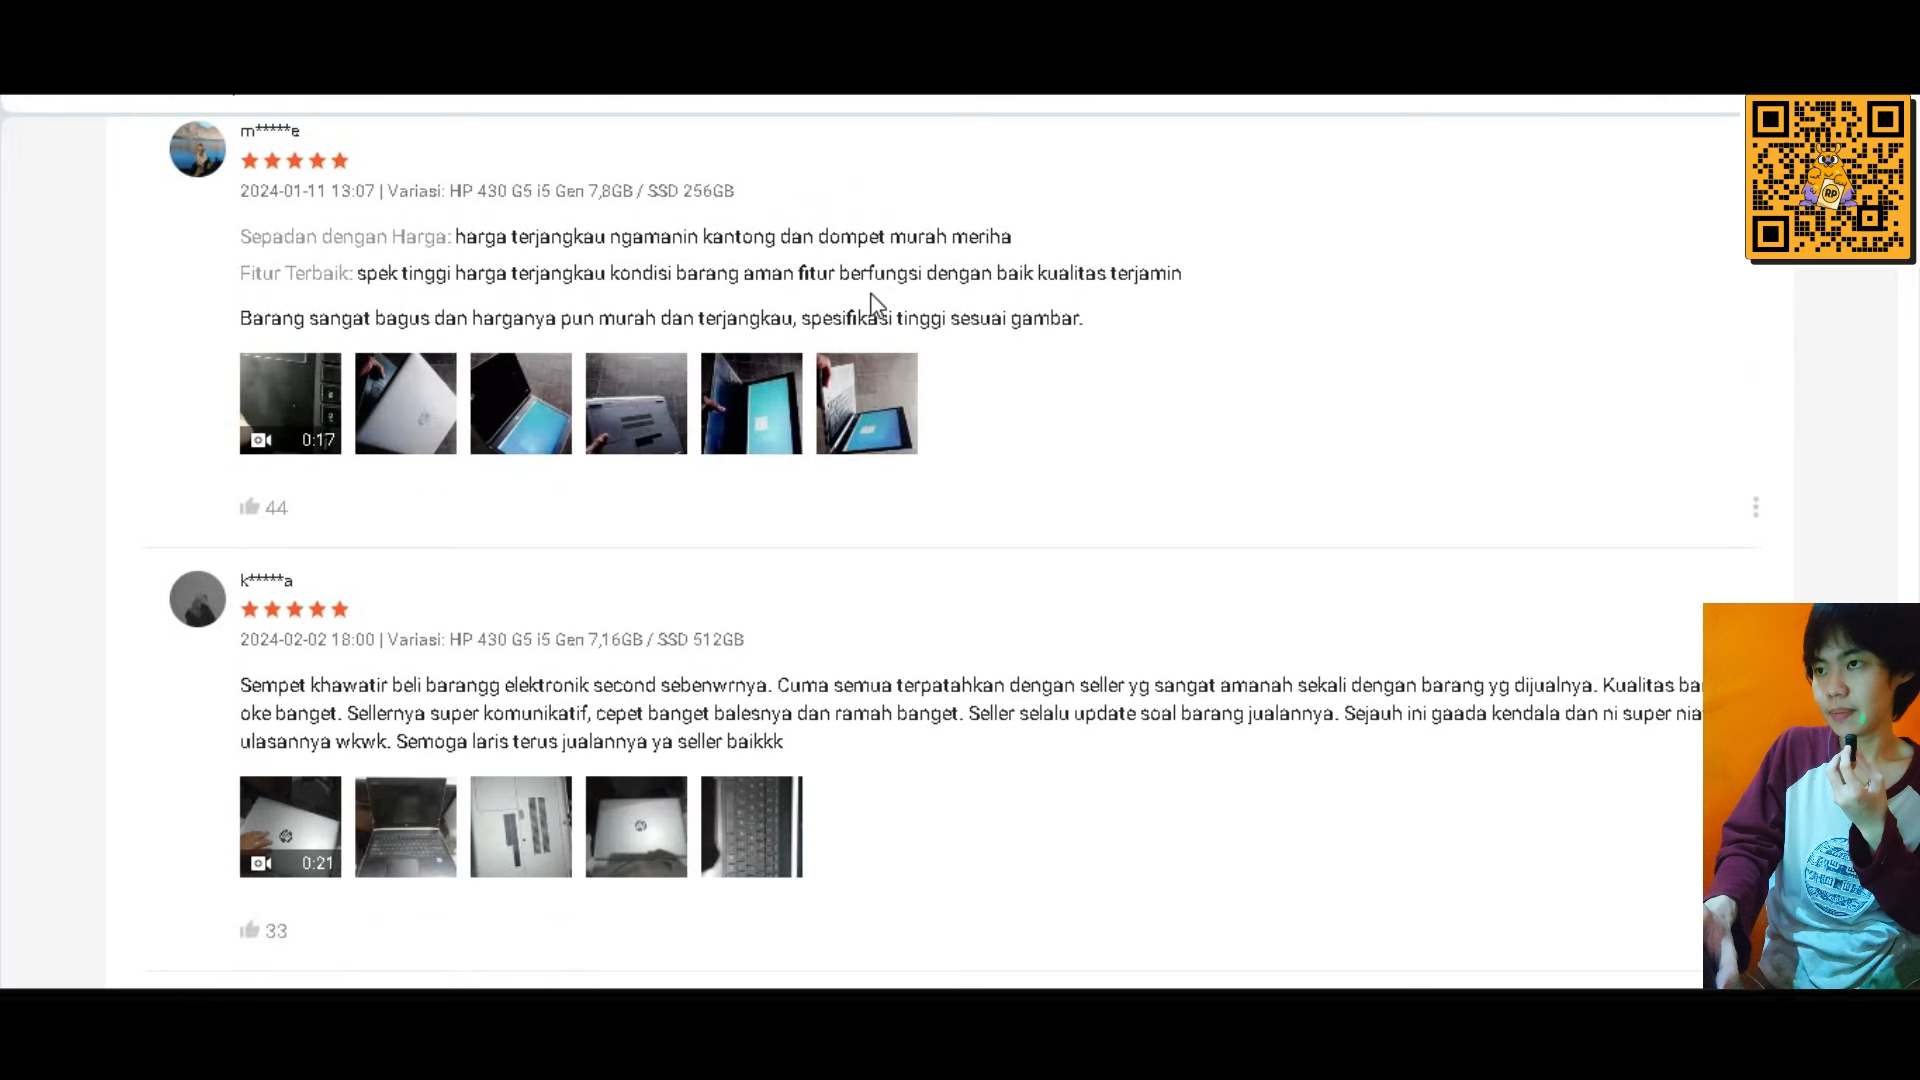 m*****e
2024-01-11 13:07 | Variasi: HP 430 G5 i5 Gen 7,8GB / SSD 256GB
Sepadan dengan Harga: harga terjangkau ngamanin kantong dan dompet murah meriha
Fitur Terbaik: spek tinggi harga terjangkau kondisi barang aman fitur berfungsi dengan baik kualitas terjamin
Barang sangat bagus dan harganya pun murah dan terjangkau, spesifikasi tinggi sesuai gambar.
0:17
44
k*****a
2024-02-02 18:00 | Variasi: HP 430 G5 i5 Gen 7,16GB / SSD 512GB
Sempet khawatir beli barangg elektronik second sebenwrnya. Cuma semua terpatahkan dengan seller yg sangat amanah sekali dengan barang yg dijualnya. Kualitas ba
oke banget. Sellernya super komunikatif, cepet banget balesnya dan ramah banget. Seller selalu update soal barang jualannya. Sejauh ini gaada kendala dan ni super nia
ulasannya wkwk. Semoga laris terus jualannya ya seller baikkk
0:21
33
RP